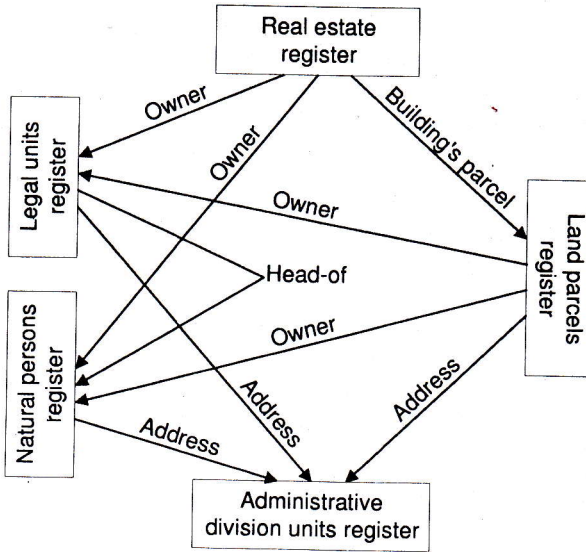 Real estate
register
Owner
Owner
Building's parcel
Legal units
register
Owner
Land parcels
register
Head-of
Natural persons
register
Owner
Address
Address
Address
Administrative
division units register